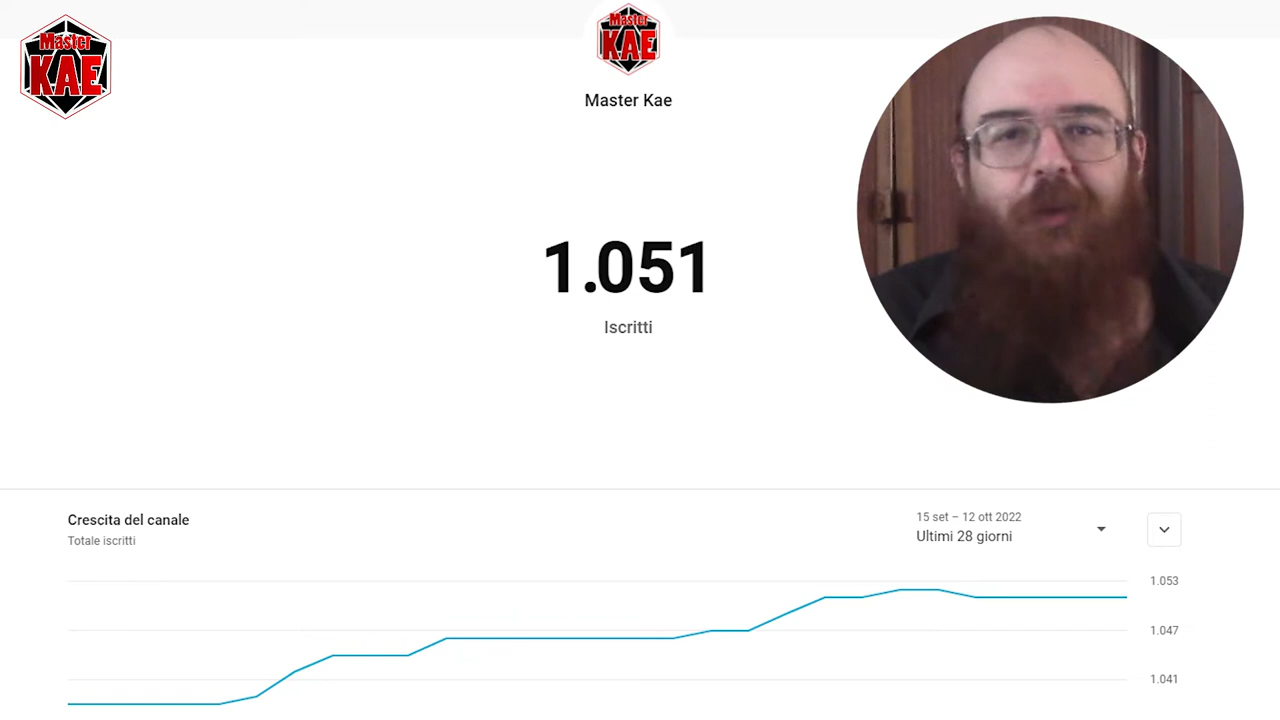 Master
KAE
Master
KAE
Master Kae
1.051
Iscritti
Crescita del canale
Totale iscritti
15 set – 12 ott 2022
Ultimi 28 giorni
1.053
1.047
1.041